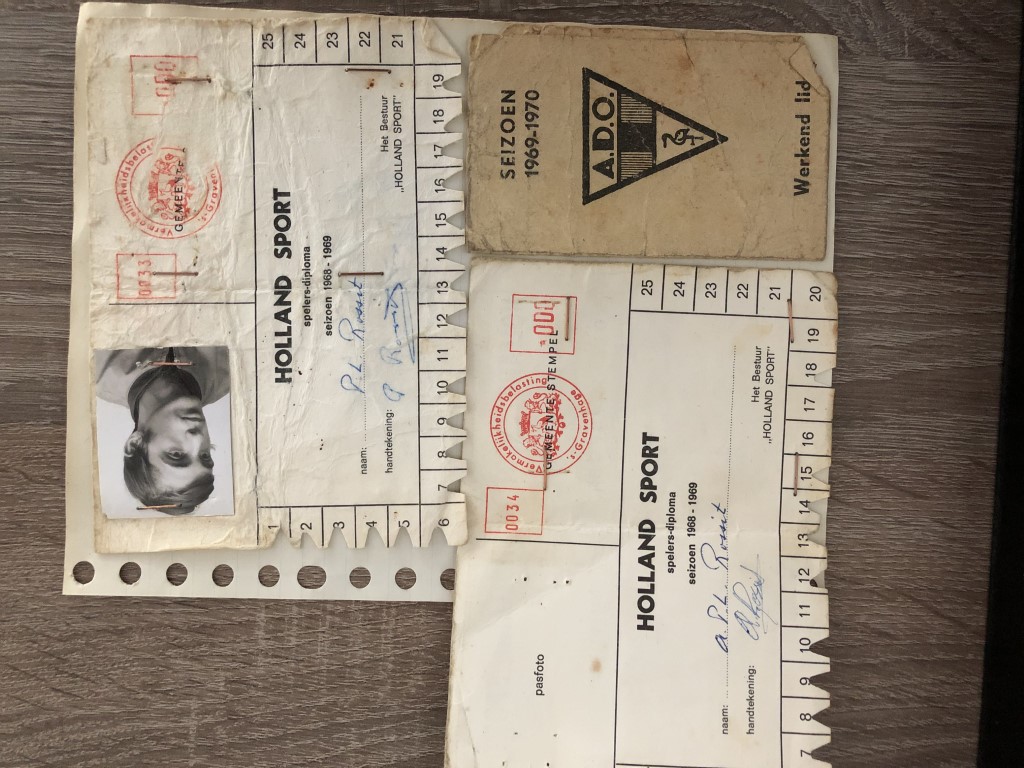 000
Vermakelijkheidsbelasting
GEMEENTE
's-Gravenhage
0033
HOLLAND SPORT
spelers-diploma
seizoen 1968 - 1969
naam: P. L. Rossit
handtekening:
Het Bestuur
„HOLLAND SPORT"
1
2
3
4
5
6
7
8
9
10
11
12
13
14
15
16
17
18
19
21
22
23
24
25
SEIZOEN
1969-1970
A.D.O.
Werkend lid
000
Vermakelijkheidsbelasting
GEMEENTE STEMPEL
's-Gravenhage
0034
pasfoto
HOLLAND SPORT
spelers-diploma
seizoen 1968 - 1969
naam: A. P. L. Rossit
handtekening:
Het Bestuur
„HOLLAND SPORT"
7
8
9
10
11
12
13
14
15
16
17
18
19
20
21
22
23
24
25